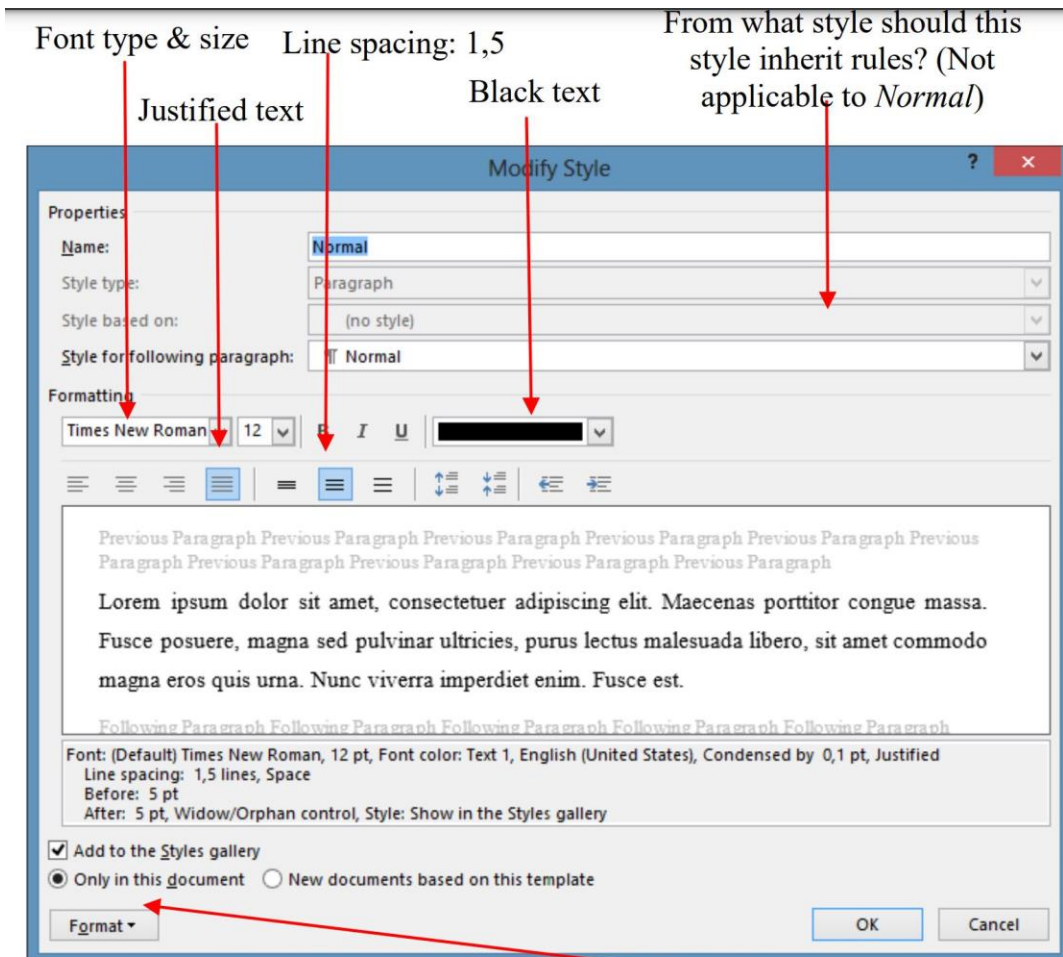 Font type & size
Line spacing: 1,5
From what style should this
style inherit rules? (Not
applicable to Normal)
Justified text
Black text
Modify Style
?
Properties
Name:
Normal
Style type:
Paragraph
Style based on:
(no style)
Style for following paragraph:
¶ Normal
Formatting
Times New Roman
12
B I U
Previous Paragraph Previous Paragraph Previous Paragraph Previous Paragraph Previous Paragraph Previous
Paragraph Previous Paragraph Previous Paragraph Previous Paragraph Previous Paragraph
Lorem ipsum dolor sit amet, consectetuer adipiscing elit. Maecenas porttitor congue massa.
Fusce posuere, magna sed pulvinar ultricies, purus lectus malesuada libero, sit amet commodo
magna eros quis urna. Nunc viverra imperdiet enim. Fusce est.
Following Paragraph Following Paragraph Following Paragraph Following Paragraph Following Paragraph
Font: (Default) Times New Roman, 12 pt, Font color: Text 1, English (United States), Condensed by 0,1 pt, Justified
Line spacing: 1,5 lines, Space
Before: 5 pt
After: 5 pt, Widow/Orphan control, Style: Show in the Styles gallery
Add to the Styles gallery
Only in this document
New documents based on this template
Format
OK
Cancel